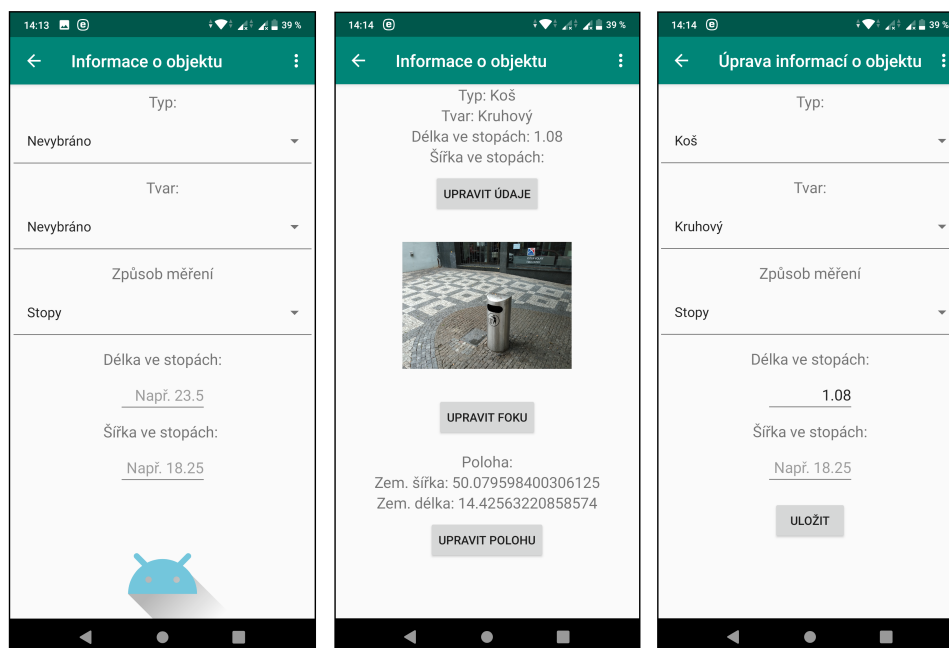 14:13 39 %
Informace o objektu
Typ:
Nevybráno
Tvar:
Nevybráno
Způsob měření
Stopy
Délka ve stopách:
Např. 23.5
Šířka ve stopách:
Např. 18.25
14:14 39 %
Informace o objektu
Typ: Koš
Tvar: Kruhový
Délka ve stopách: 1.08
Šířka ve stopách:
UPRAVIT ÚDAJE
UPRAVIT FOKU
Poloha:
Zem. šířka: 50.079598400306125
Zem. délka: 14.42563220858574
UPRAVIT POLOHU
14:14 39 %
Úprava informací o objektu
Typ:
Koš
Tvar:
Kruhový
Způsob měření
Stopy
Délka ve stopách:
1.08
Šířka ve stopách:
Např. 18.25
ULOŽIT